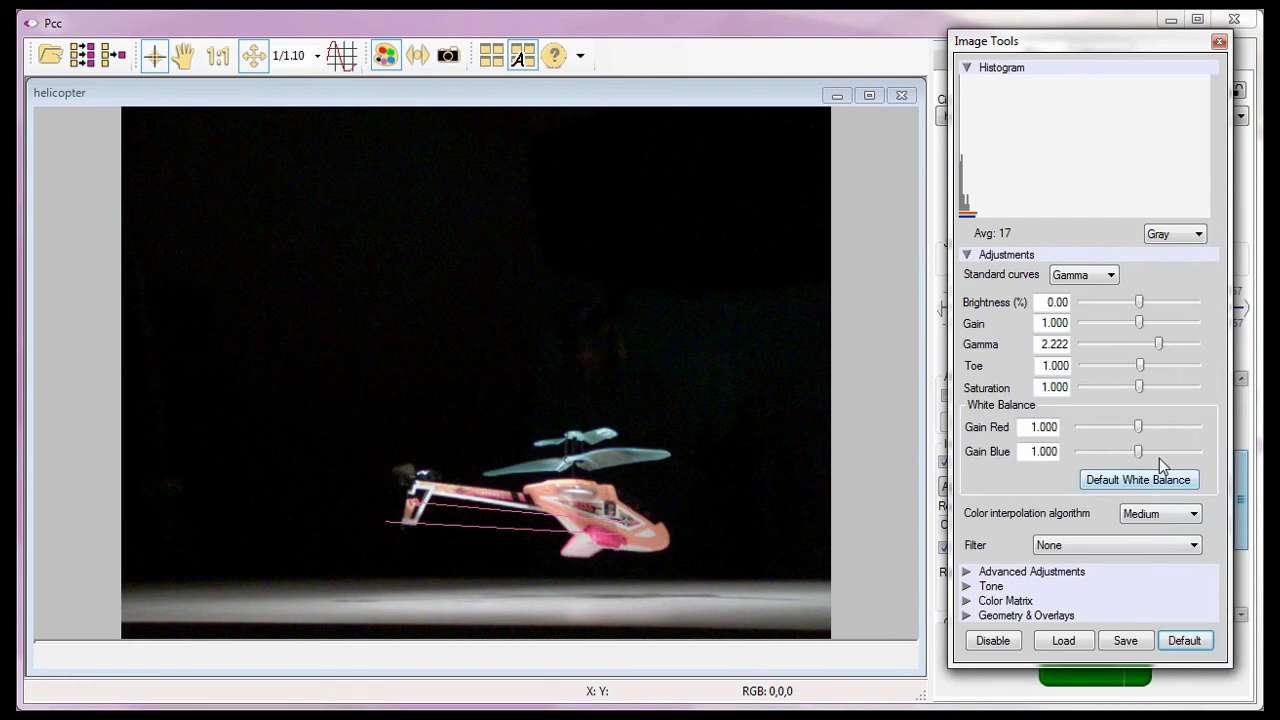 Pcc
1:1
1/1.10
A
?
helicopter
Image Tools
Histogram
Avg: 17
Gray
Adjustments
Standard curves
Gamma
Brightness (%)
0.00
Gain
1.000
Gamma
2.222
Toe
1.000
Saturation
1.000
White Balance
Gain Red
1.000
Gain Blue
1.000
Default White Balance
Color interpolation algorithm
Medium
Filter
None
Advanced Adjustments
Tone
Color Matrix
Geometry & Overlays
Disable
Load
Save
Default
X: Y:
RGB: 0,0,0